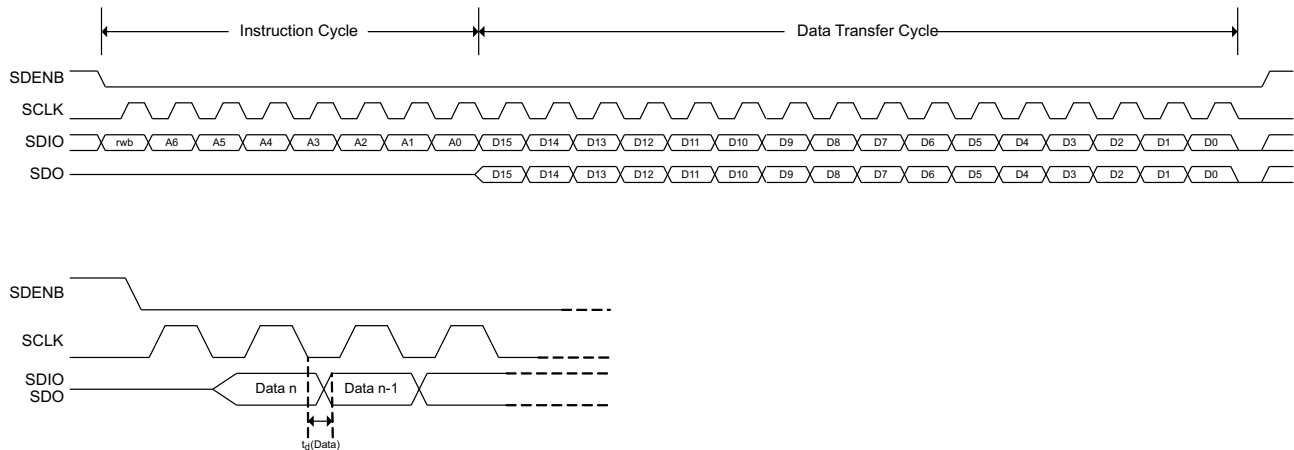 Instruction Cycle Data Transfer Cycle
SDENB
SCLK
SDIO rwb A6 A5 A4 A3 A2 A1 A0 D15 D14 D13 D12 D11 D10 D9 D8 D7 D6 D5 D4 D3 D2 D1 D0
SDO D15 D14 D13 D12 D11 D10 D9 D8 D7 D6 D5 D4 D3 D2 D1 D0
SDENB
SCLK
SDIO
SDO Data n Data n-1
td(Data)